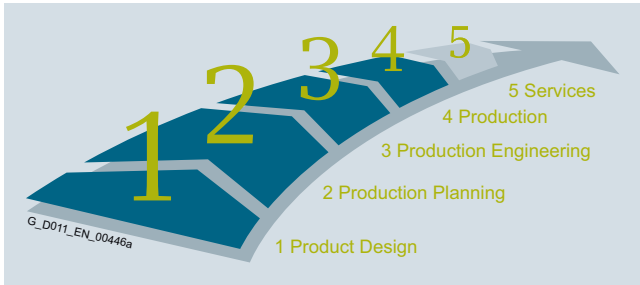 1
2
3
4
5
5 Services
4 Production
3 Production Engineering
2 Production Planning
1 Product Design
G_D011_EN_00446a